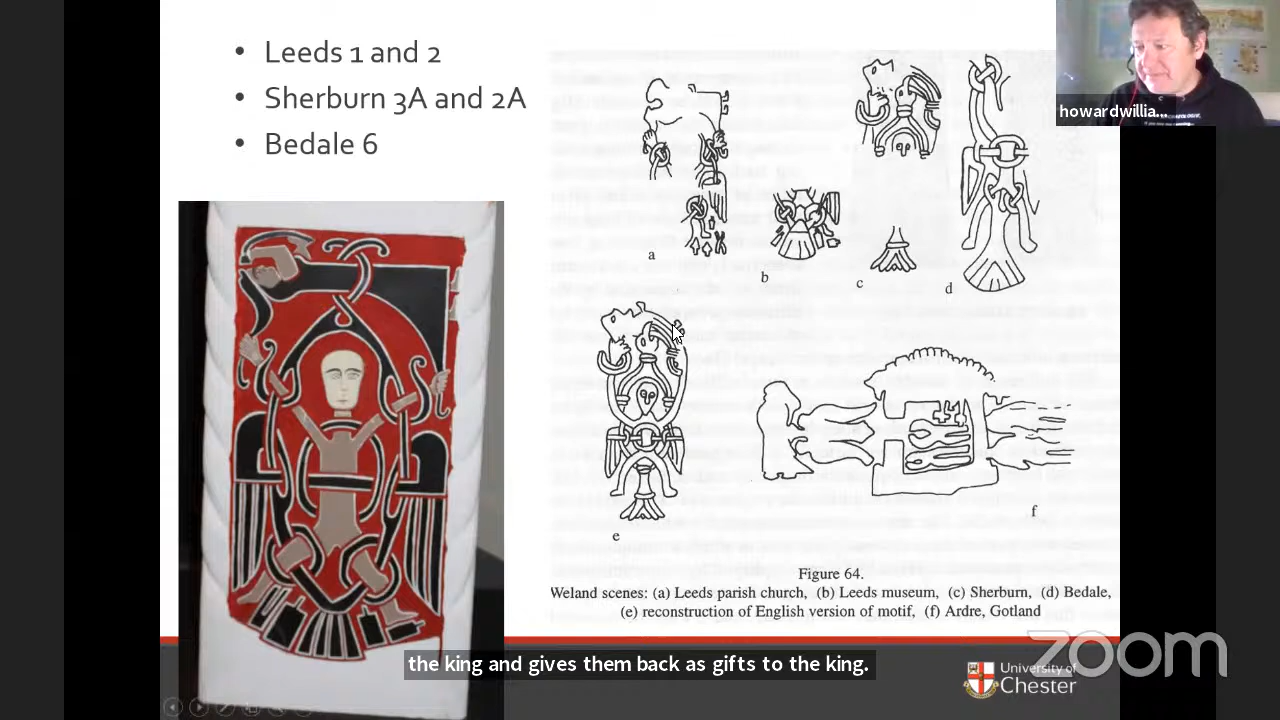 • Leeds 1 and 2
• Sherburn 3A and 2A
• Bedale 6
howardwillia...
a
b
c
d
e
f
Figure 64.
Weland scenes: (a) Leeds parish church, (b) Leeds museum, (c) Sherburn, (d) Bedale,
(e) reconstruction of English version of motif, (f) Ardre, Gotland
the king and gives them back as gifts to the king.
University of
Chester
zoom